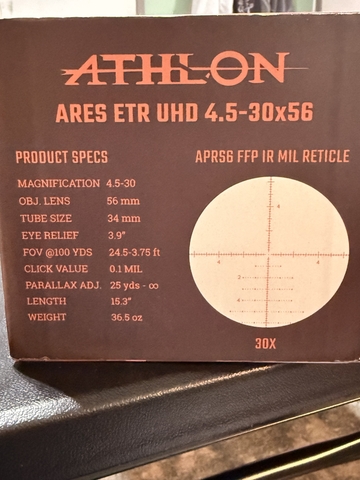 ATHLON
ARES ETR UHD 4.5-30x56
PRODUCT SPECS
MAGNIFICATION 4.5-30
OBJ. LENS 56 mm
TUBE SIZE 34 mm
EYE RELIEF 3.9"
FOV @100 YDS 24.5-3.75 ft
CLICK VALUE 0.1 MIL
PARALLAX ADJ. 25 yds - ∞
LENGTH 15.3"
WEIGHT 36.5 oz
APRS6 FFP IR MIL RETICLE
30X